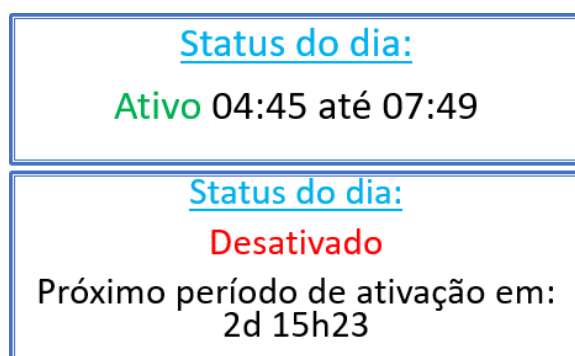 Status do dia:
Ativo 04:45 até 07:49
Status do dia:
Desativado
Próximo período de ativação em:
2d 15h23